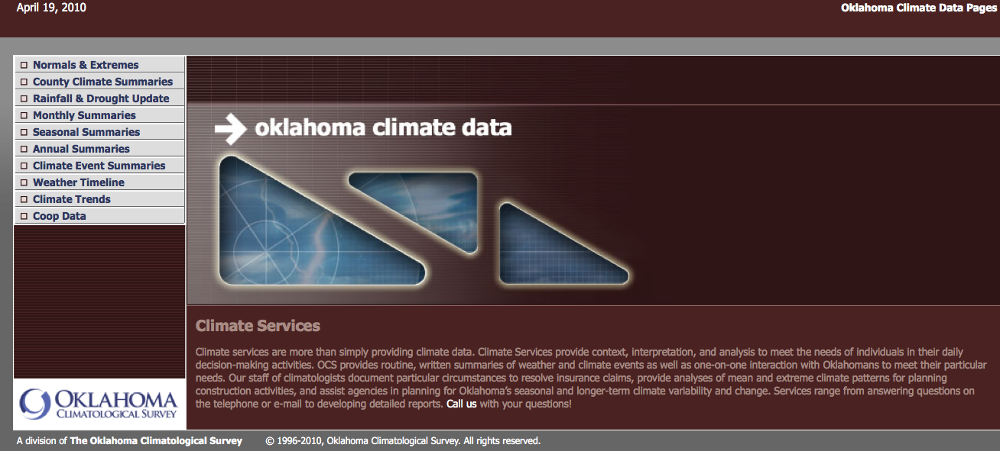 April 19, 2010
Oklahoma Climate Data Pages
Normals & Extremes
County Climate Summaries
Rainfall & Drought Update
Monthly Summaries
Seasonal Summaries
Annual Summaries
Climate Event Summaries
Weather Timeline
Climate Trends
Coop Data
oklahoma climate data
Climate Services
Climate services are more than simply providing climate data. Climate Services provide context, interpretation, and analysis to meet the needs of individuals in their daily
decision-making activities. OCS provides routine, written summaries of weather and climate events as well as one-on-one interaction with Oklahomans to meet their particular
needs. Our staff of climatologists document particular circumstances to resolve insurance claims, provide analyses of mean and extreme climate patterns for planning
construction activities, and assist agencies in planning for Oklahoma's seasonal and longer-term climate variability and change. Services range from answering questions on
the telephone or e-mail to developing detailed reports. Call us with your questions!
OKLAHOMA
CLIMATOLOGICAL SURVEY
A division of The Oklahoma Climatological Survey © 1996-2010, Oklahoma Climatological Survey. All rights reserved.